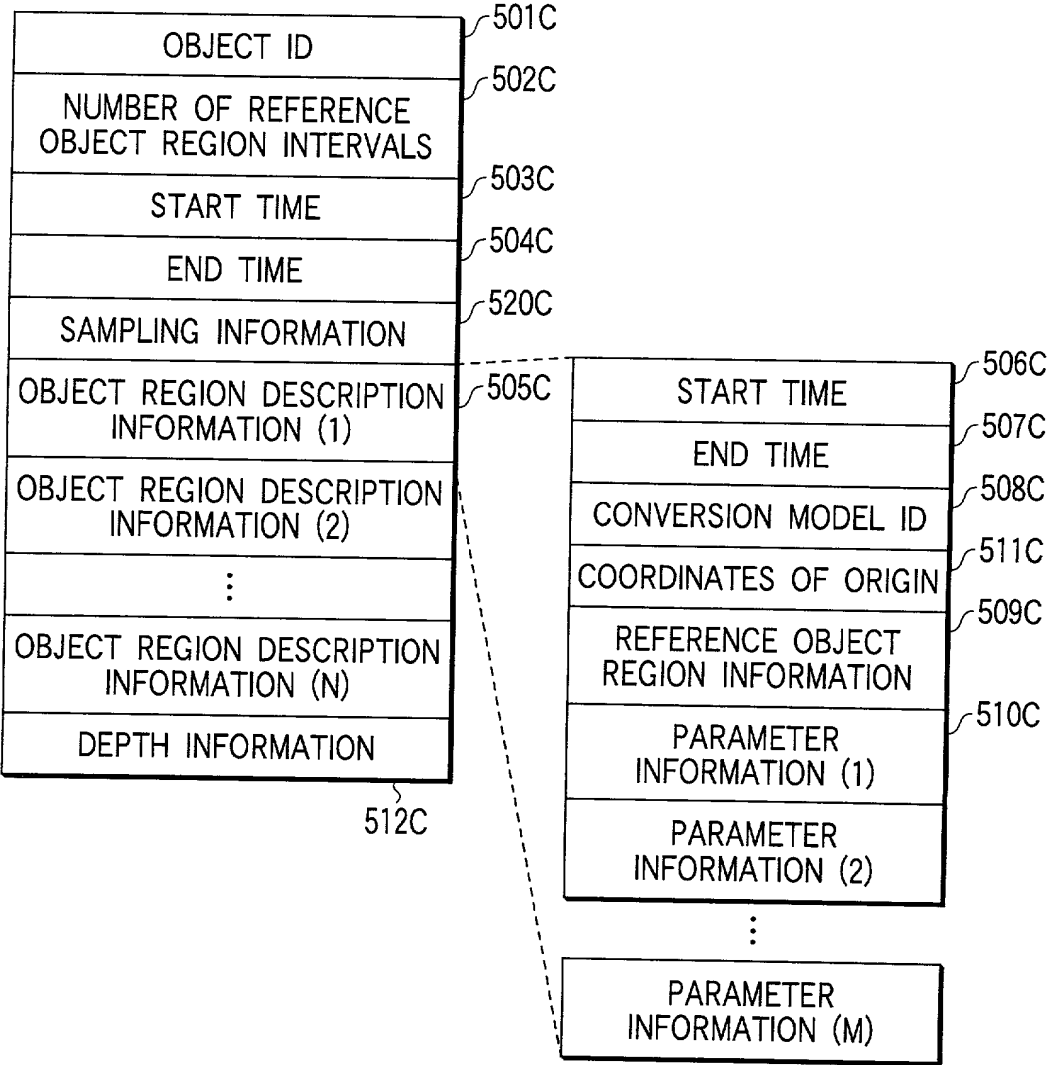 OBJECT ID
501C
NUMBER OF REFERENCE
OBJECT REGION INTERVALS
502C
START TIME
503C
END TIME
504C
SAMPLING INFORMATION
520C
OBJECT REGION DESCRIPTION
INFORMATION (1)
505C
OBJECT REGION DESCRIPTION
INFORMATION (2)
⋮
OBJECT REGION DESCRIPTION
INFORMATION (N)
DEPTH INFORMATION
512C
START TIME
506C
END TIME
507C
CONVERSION MODEL ID
508C
COORDINATES OF ORIGIN
511C
REFERENCE OBJECT
REGION INFORMATION
509C
PARAMETER
INFORMATION (1)
510C
PARAMETER
INFORMATION (2)
⋮
PARAMETER
INFORMATION (M)